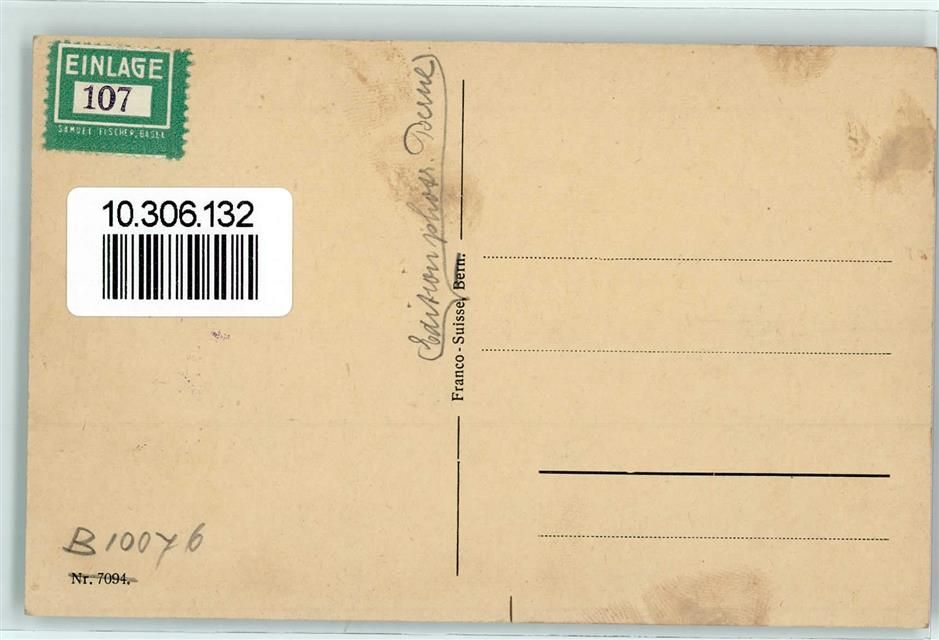 EINLAGE
107
SAMUEL FISCHER, BASEL
10.306.132
(Edition phot. Berne).
Franco-Suisse, Bern.
B 10076
Nr. 7094.